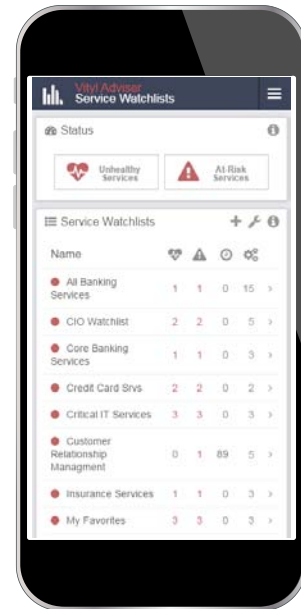 Vityl Adviser
Service Watchlists
Status
Unhealthy
Services
At-Risk
Services
Service Watchlists
Name
All Banking
Services 1 1 0 15 >
CIO Watchlist 2 2 0 5 >
Core Banking
Services 1 1 0 3 >
Credit Card Srvs 2 2 0 2 >
Critical IT Services 3 3 0 3 >
Customer
Relationship
Managment 0 1 89 5 >
Insurance Services 1 1 0 3 >
My Favorites 3 3 0 3 >